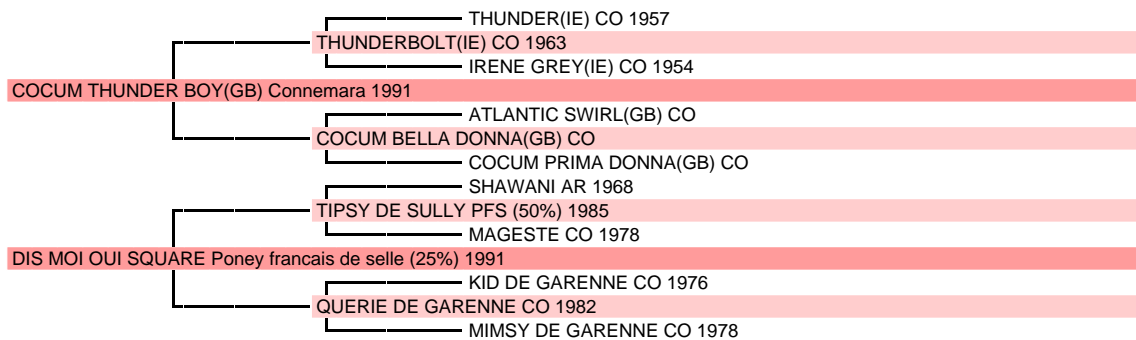 THUNDER(IE) CO 1957
THUNDERBOLT(IE) CO 1963
IRENE GREY(IE) CO 1954
COCUM THUNDER BOY(GB) Connemara 1991
ATLANTIC SWIRL(GB) CO
COCUM BELLA DONNA(GB) CO
COCUM PRIMA DONNA(GB) CO
SHAWANI AR 1968
TIPSY DE SULLY PFS (50%) 1985
MAGESTE CO 1978
DIS MOI OUI SQUARE Poney francais de selle (25%) 1991
KID DE GARENNE CO 1976
QUERIE DE GARENNE CO 1982
MIMSY DE GARENNE CO 1978